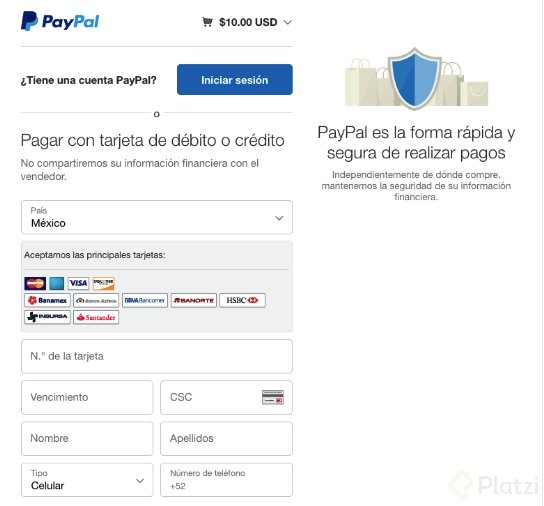 PayPal
$10.00 USD
¿Tiene una cuenta PayPal?
Iniciar sesión
o
Pagar con tarjeta de débito o crédito
No compartiremos su información financiera con el
vendedor.
País
México
Aceptamos las principales tarjetas:
MasterCard
VISA
DISCOVER
Banamex
Banco Azteca
BBVA Bancomer
BANORTE
HSBC
INBURSA
Santander
N.° de la tarjeta
Vencimiento
CSC
Nombre
Apellidos
Tipo
Celular
Número de teléfono
+52
PayPal es la forma rápida y
segura de realizar pagos
Independientemente de dónde compre,
mantenemos la seguridad de su información
financiera.
Platzi